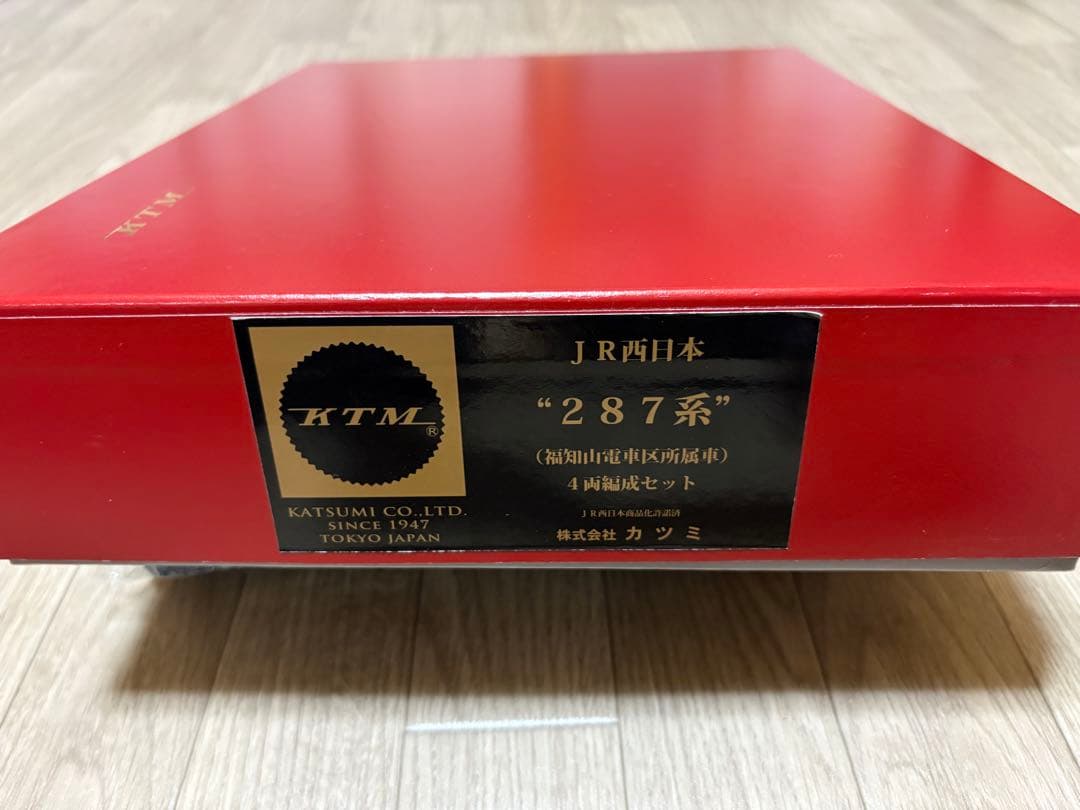 KTM
KTM®
KATSUMI CO.,LTD.
SINCE 1947
TOKYO JAPAN
ＪＲ西日本
“２８７系”
（福知山電車区所属車）
４両編成セット
ＪＲ西日本商品化許諾済
株式会社 カツミ